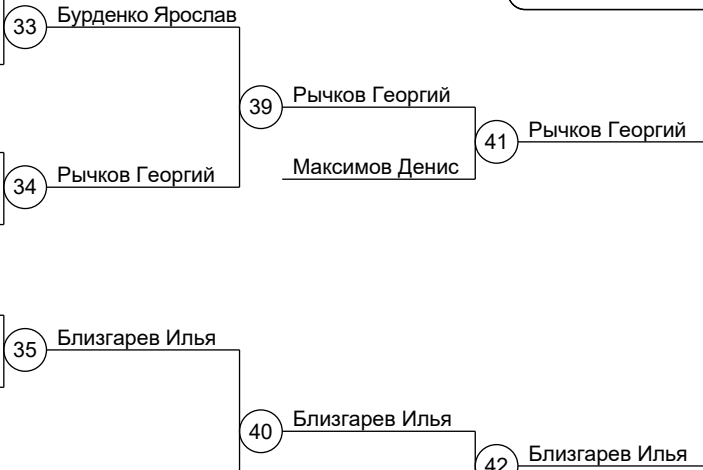 33 Бурденко Ярослав
39 Рычков Георгий
41 Рычков Георгий
Максимов Денис
34 Рычков Георгий
35 Близгарев Илья
40 Близгарев Илья
42 Близгарев Илья